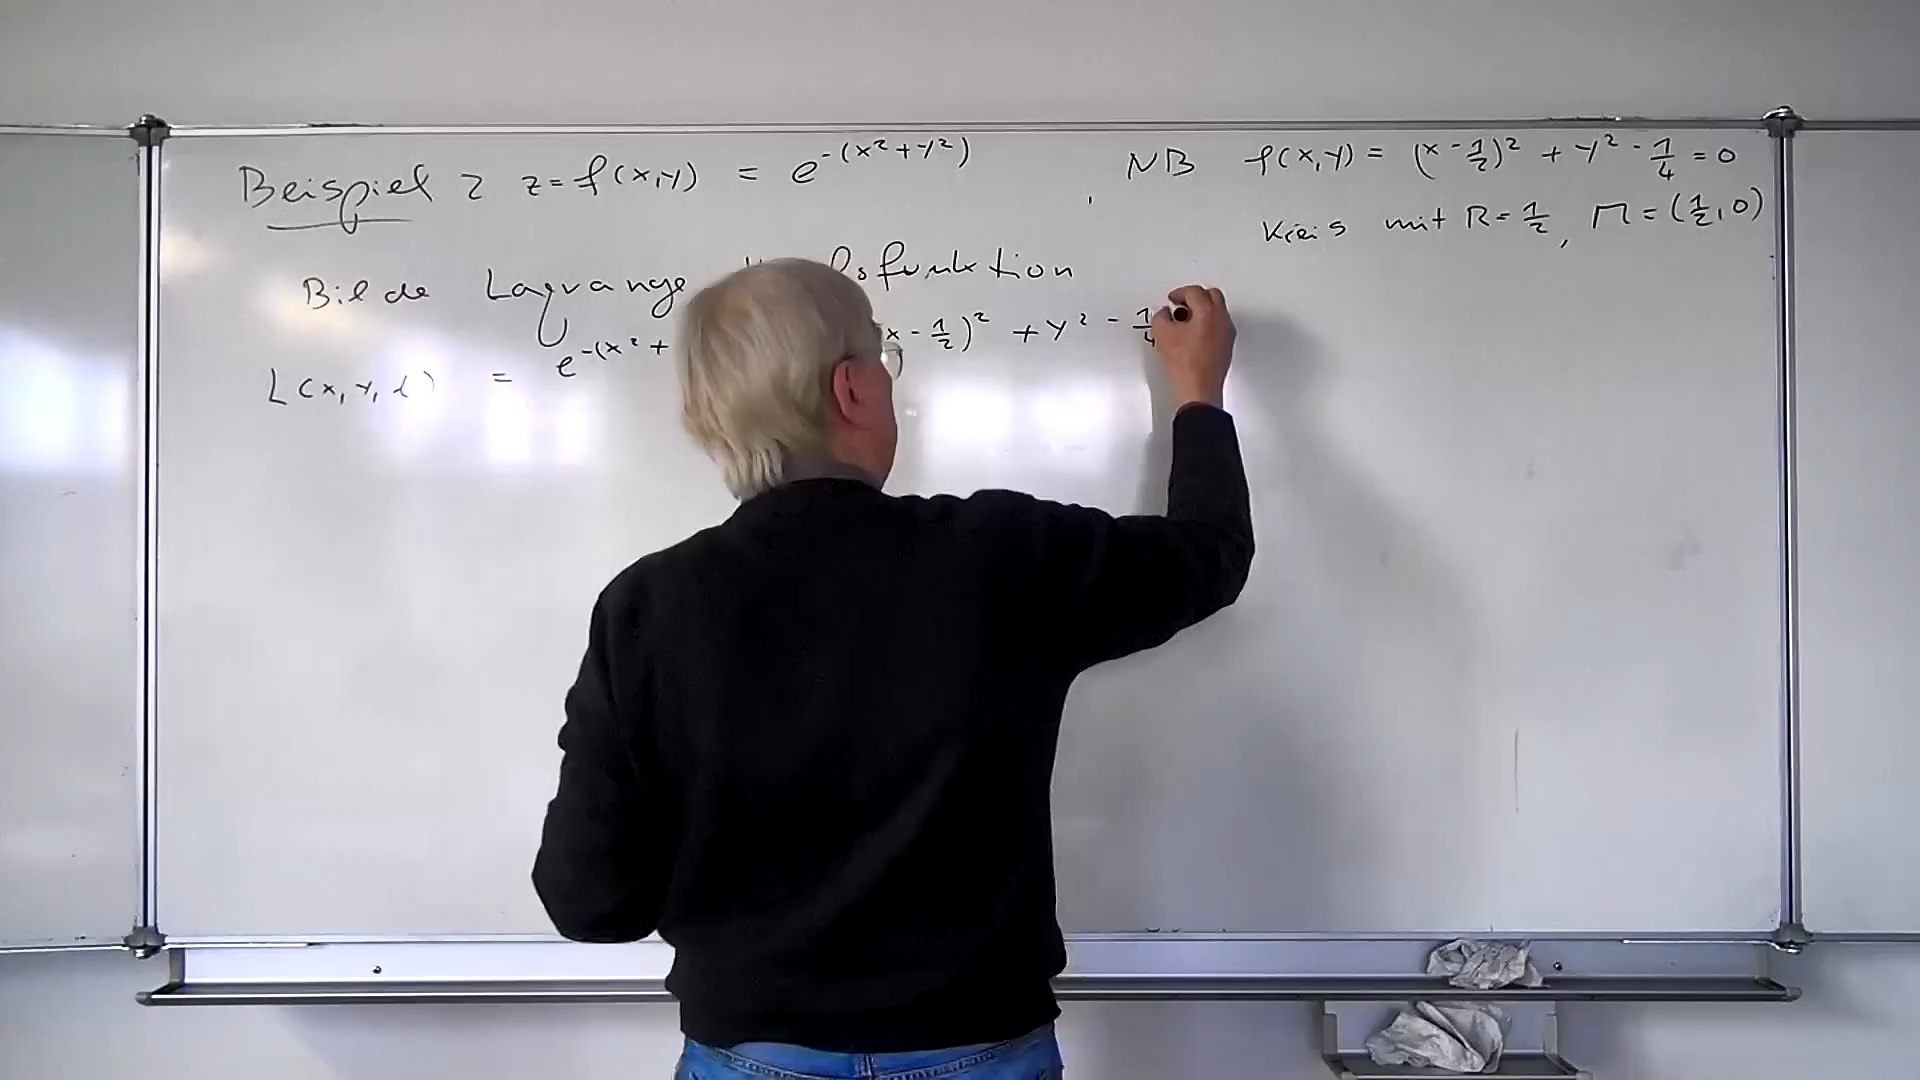 Beispiel 2 z = f(x,y) = e^-(x² + y²) , NB f(x,y) = (x - 1/2)² + y² - 1/4 = 0
Kreis mit R = 1/2, M = (1/2, 0)
Bilde Lagrange fsfunktion
L(x, y, λ) = e^-(x² + x - 1/2)² + y² - 1/4